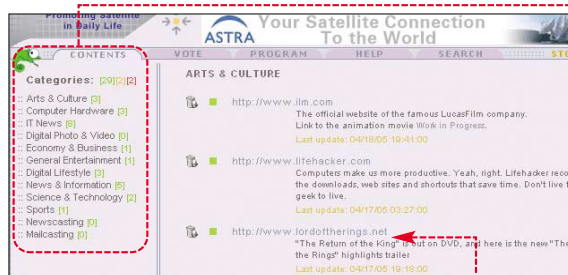 Promoting Satellite
in Daily Life
ASTRA
Your Satellite Connection
To the World
CONTENTS
VOTE PROGRAM HELP SEARCH
Categories: [29][2][2]
:: Arts & Culture [3]
:: Computer Hardware [3]
:: IT News [8]
:: Digital Photo & Video [0]
:: Economy & Business [1]
:: General Entertainment [1]
:: Digital Lifestyle [3]
:: News & Information [5]
:: Science & Technology [2]
:: Sports [1]
:: Newscasting [0]
:: Mailcasting [0]
ARTS & CULTURE
http://www.ilm.com
The official website of the famous LucasFilm company.
Link to the animation movie Work in Progress.
Last update: 04/18/05 19:41:00
http://www.lifehacker.com
Computers make us more productive. Yeah, right. Lifehacker reco
the downloads, web sites and shortcuts that save time. Don't live t
geek to live.
Last update: 04/17/05 03:27:00
http://www.lordoftherings.net
"The Return of the King" is out on DVD, and here is the new "The
the Rings" highlights trailer
Last update: 04/17/05 19:18:00